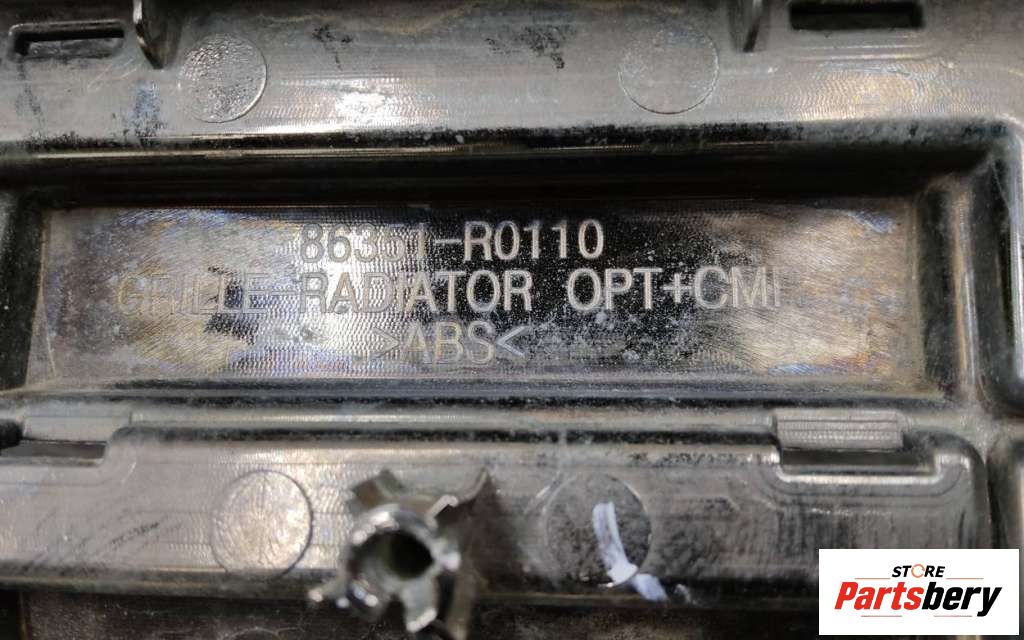 86351-R0110
GRILLE-RADIATOR OPT+CMI
>ABS<
STORE
Partsbery